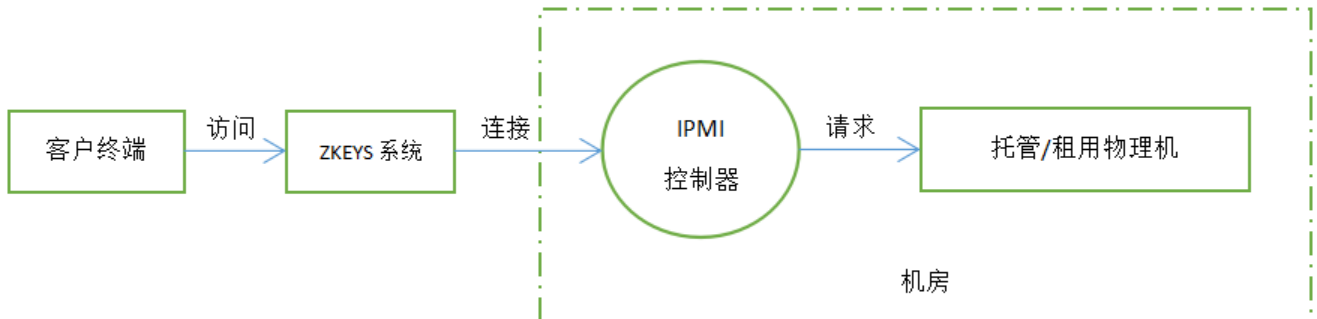 客户终端
访问
ZKEYS 系统
连接
IPMI
控制器
请求
托管/租用物理机
机房